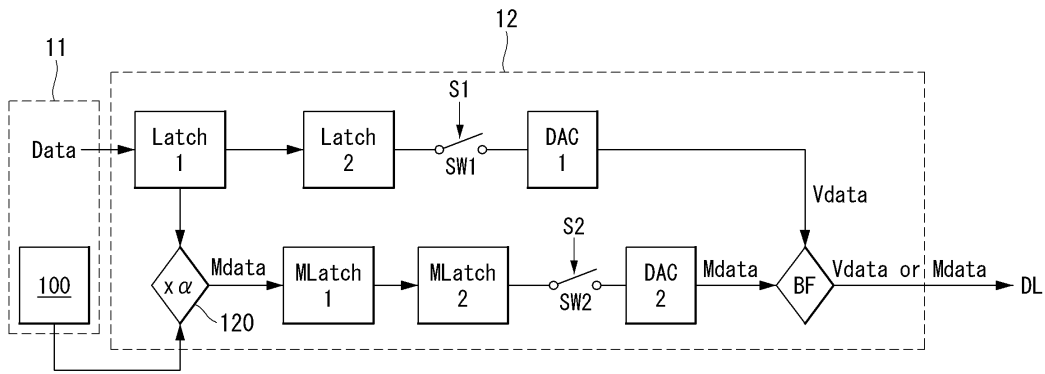 11
12
Data
Latch
1
Latch
2
S1
SW1
DAC
1
Vdata
100
x α
120
Mdata
MLatch
1
MLatch
2
S2
SW2
DAC
2
Mdata
BF
Vdata or Mdata
DL